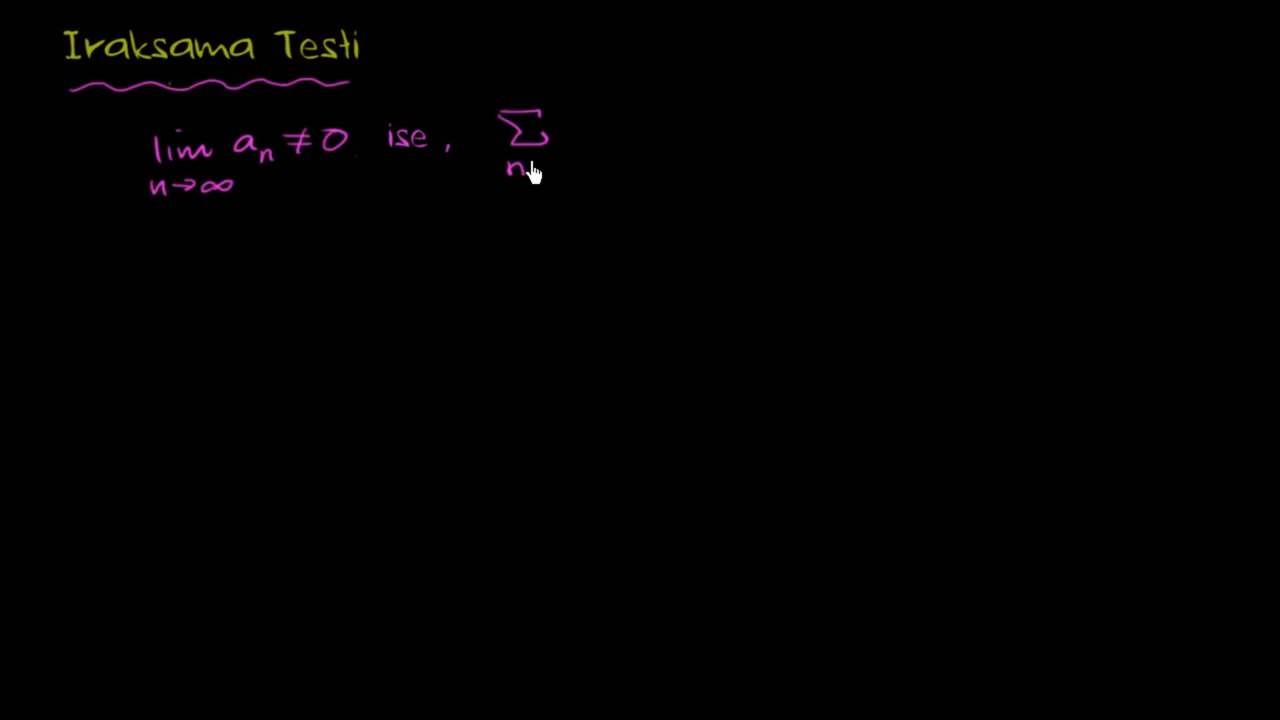 Iraksama Testi
lim aₙ ≠ 0 ise, ∑
n→∞ n